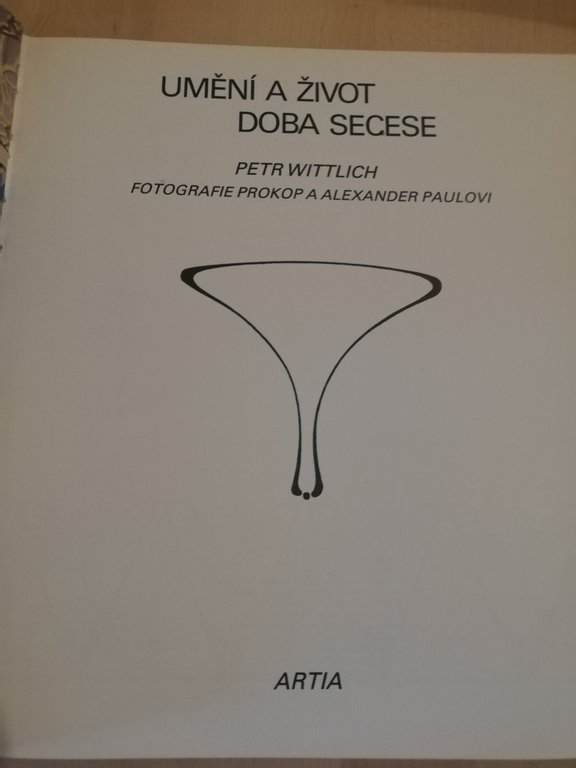 UMĚNÍ A ŽIVOT
DOBA SECESE
PETR WITTLICH
FOTOGRAFIE PROKOP A ALEXANDER PAULOVI
ARTIA